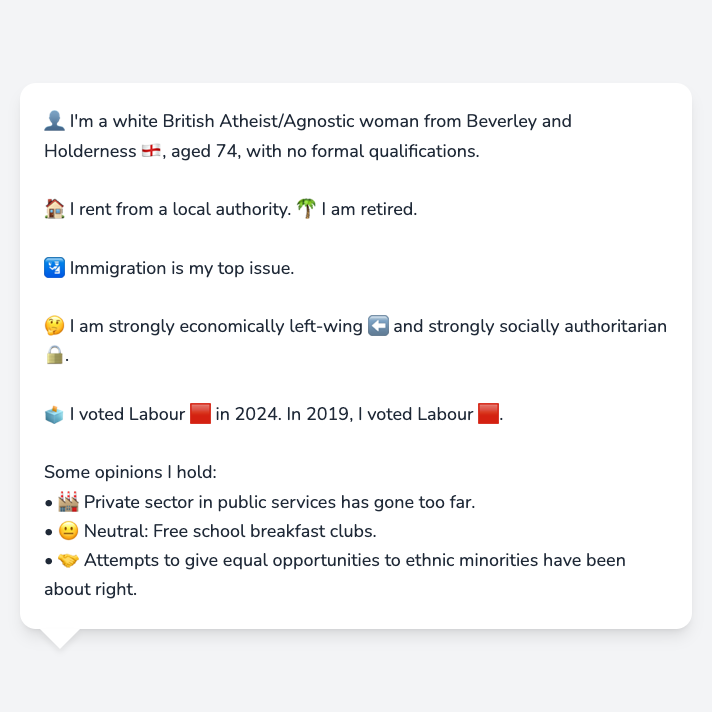 👤 I'm a white British Atheist/Agnostic woman from Beverley and
Holderness 🏴󠁧󠁢󠁥󠁮󠁧󠁿, aged 74, with no formal qualifications.
🏠 I rent from a local authority. 🌴 I am retired.
🛂 Immigration is my top issue.
🤔 I am strongly economically left-wing ⬅️ and strongly socially authoritarian
🔒.
🗳️ I voted Labour 🟥 in 2024. In 2019, I voted Labour 🟥.
Some opinions I hold:
• 🏭 Private sector in public services has gone too far.
• 😐 Neutral: Free school breakfast clubs.
• 🤝 Attempts to give equal opportunities to ethnic minorities have been
about right.